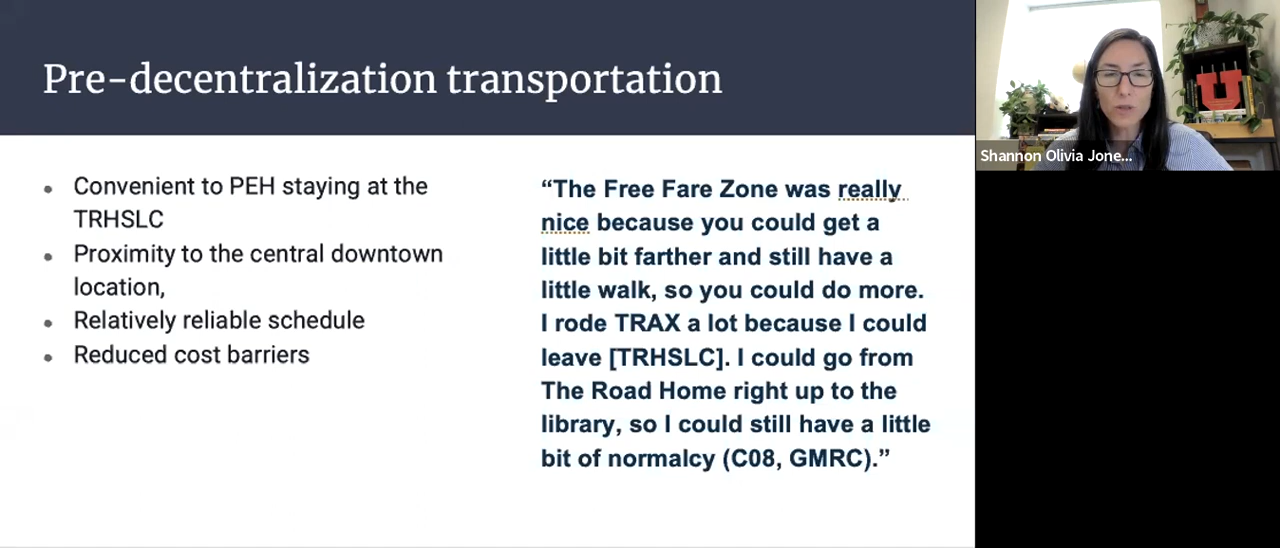 Pre-decentralization transportation
• Convenient to PEH staying at the
TRHSLC
• Proximity to the central downtown
location,
• Relatively reliable schedule
• Reduced cost barriers
“The Free Fare Zone was really
nice because you could get a
little bit farther and still have a
little walk, so you could do more.
I rode TRAX a lot because I could
leave [TRHSLC]. I could go from
The Road Home right up to the
library, so I could still have a little
bit of normalcy (C08, GMRC).”
U
Shannon Olivia Jone...